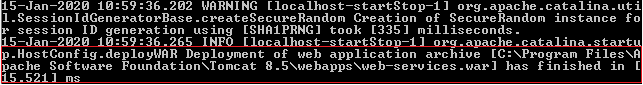 15-Jan-2020 10:59:36.202 WARNING [localhost-startStop-1] org.apache.catalina.uti
l.SessionIdGeneratorBase.createSecureRandom Creation of SecureRandom instance fo
r session ID generation using [SHA1PRNG] took [335] milliseconds.
15-Jan-2020 10:59:36.265 INFO [localhost-startStop-1] org.apache.catalina.startu
p.HostConfig.deployWAR Deployment of web application archive [C:\Program Files\A
pache Software Foundation\Tomcat 8.5\webapps\web-services.war] has finished in [
15.521] ms